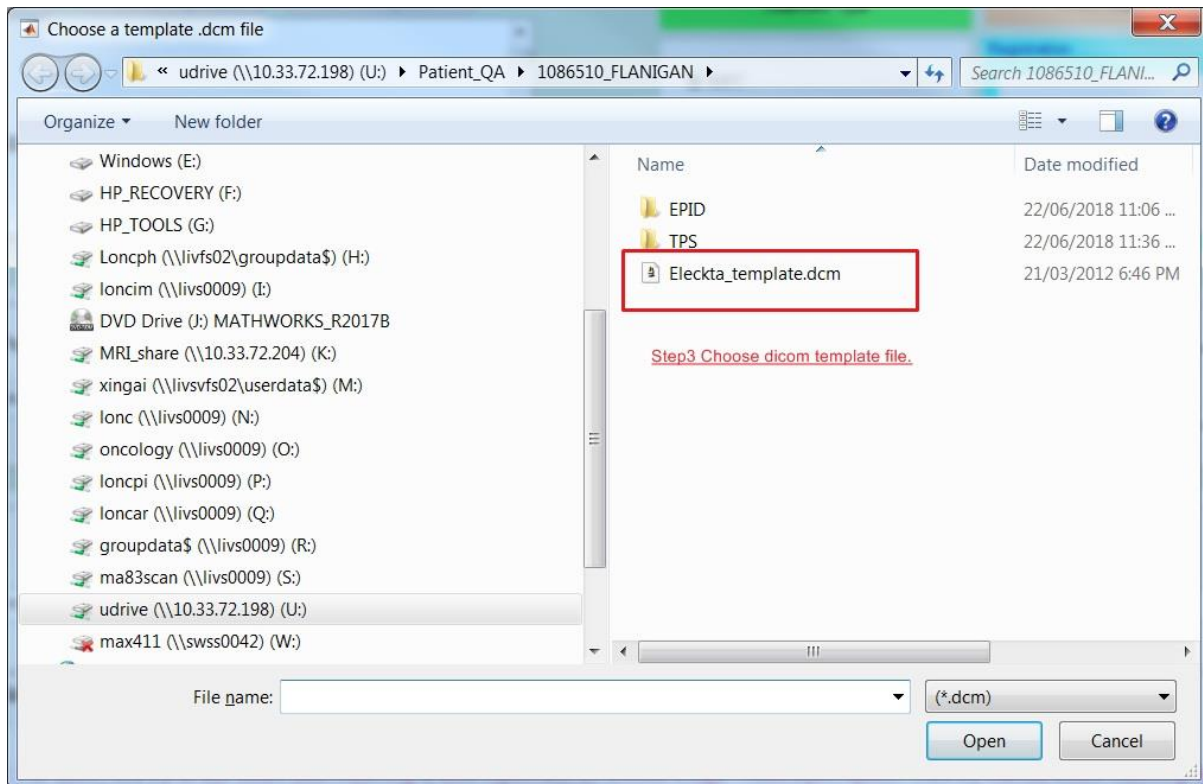 Choose a template .dcm file
« udrive (\\10.33.72.198) (U:) ▸ Patient_QA ▸ 1086510_FLANIGAN ▸
Search 1086510_FLANI...
Organize
New folder
Windows (E:)
HP_RECOVERY (F:)
HP_TOOLS (G:)
Loncph (\\livfs02\groupdata$) (H:)
loncim (\\livs0009) (I:)
DVD Drive (J:) MATHWORKS_R2017B
MRI_share (\\10.33.72.204) (K:)
xingai (\\livsvfs02\userdata$) (M:)
lonc (\\livs0009) (N:)
oncology (\\livs0009) (O:)
loncpi (\\livs0009) (P:)
loncar (\\livs0009) (Q:)
groupdata$ (\\livs0009) (R:)
ma83scan (\\livs0009) (S:)
udrive (\\10.33.72.198) (U:)
max411 (\\swss0042) (W:)
Name
Date modified
EPID
22/06/2018 11:06 ...
TPS
22/06/2018 11:36 ...
Eleckta_template.dcm
21/03/2012 6:46 PM
Step3 Choose dicom template file.
File name:
(*.dcm)
Open
Cancel